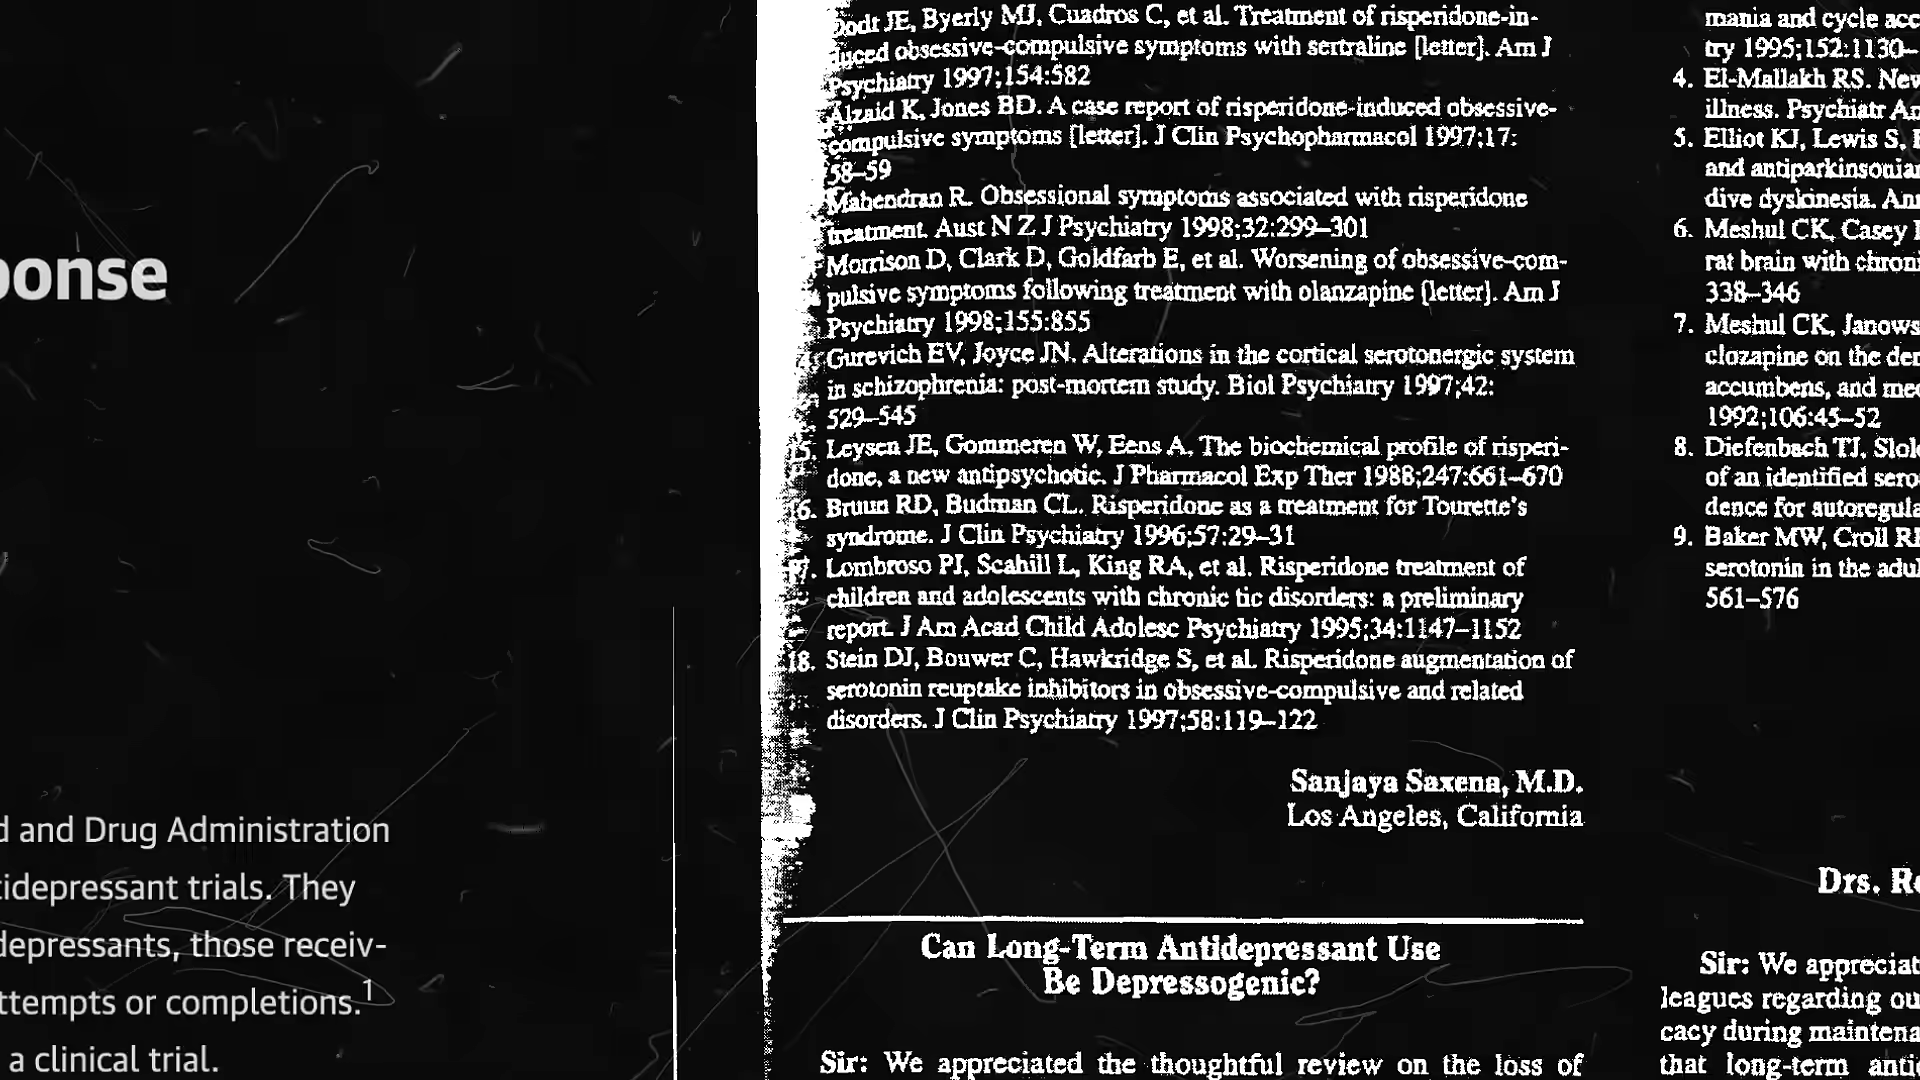 ponse
d and Drug Administration
tidepressant trials. They
depressants, those receiv-
ttempts or completions.1
a clinical trial.
Dodt JE, Byerly MJ, Cuadros C, et al. Treatment of risperidone-in-
duced obsessive-compulsive symptoms with sertraline [letter]. Am J
Psychiatry 1997;154:582
Alzaid K, Jones BD. A case report of risperidone-induced obsessive-
compulsive symptoms [letter]. J Clin Psychopharmacol 1997;17:
58–59
Mahendran R. Obsessional symptoms associated with risperidone
treatment. Aust N Z J Psychiatry 1998;32:299–301
Morrison D, Clark D, Goldfarb E, et al. Worsening of obsessive-com-
pulsive symptoms following treatment with olanzapine [letter]. Am J
Psychiatry 1998;155:855
4. Gurevich EV, Joyce JN. Alterations in the cortical serotonergic system
in schizophrenia: post-mortem study. Biol Psychiatry 1997;42:
529–545
5. Leysen JE, Gommeren W, Eens A. The biochemical profile of risperi-
done, a new antipsychotic. J Pharmacol Exp Ther 1988;247:661–670
16. Bruun RD, Budman CL. Risperidone as a treatment for Tourette's
syndrome. J Clin Psychiatry 1996;57:29–31
17. Lombroso PJ, Scahill L, King RA, et al. Risperidone treatment of
children and adolescents with chronic tic disorders: a preliminary
report. J Am Acad Child Adolesc Psychiatry 1995;34:1147–1152
18. Stein DJ, Bouwer C, Hawkridge S, et al. Risperidone augmentation of
serotonin reuptake inhibitors in obsessive-compulsive and related
disorders. J Clin Psychiatry 1997;58:119–122
Sanjaya Saxena, M.D.
Los Angeles, California
Can Long-Term Antidepressant Use
Be Depressogenic?
Sir: We appreciated the thoughtful review on the loss of
mania and cycle acc
try 1995;152:1130–
4. El-Mallakh RS. New
illness. Psychiatr An
5. Elliot KJ, Lewis S,
and antiparkinsonian
dive dyskinesia. Ann
6. Meshul CK, Casey
rat brain with chroni
338–346
7. Meshul CK, Janows
clozapine on the den
accumbens, and med
1992;106:45–52
8. Diefenbach TJ, Slok
of an identified sero
dence for autoregula
9. Baker MW, Croll RP
serotonin in the adul
561–576
Drs. Re
Sir: We appreciat
leagues regarding ou
cacy during maintena
that long-term antid